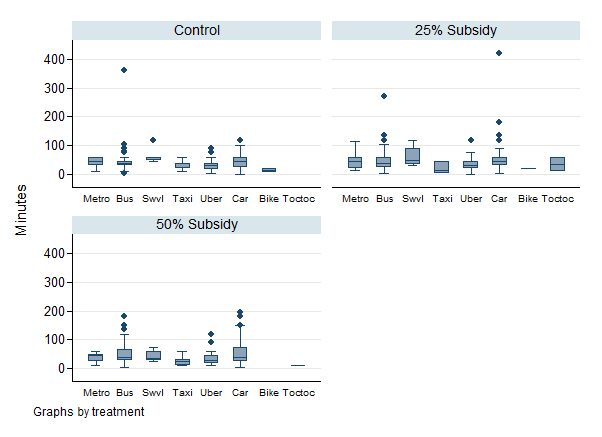 Control
25% Subsidy
400
300
200
100
0
Metro Bus Swvl Taxi Uber Car Bike Toctoc
Metro Bus Swvl Taxi Uber Car Bike Toctoc
Minutes
50% Subsidy
400
300
200
100
0
Metro Bus Swvl Taxi Uber Car Bike Toctoc
Graphs by treatment